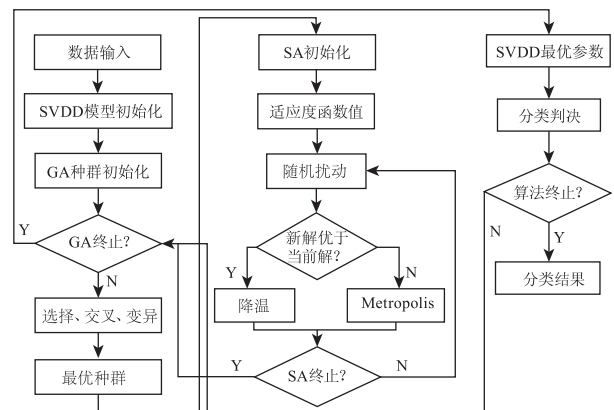 数据输入
SVDD模型初始化
GA种群初始化
GA终止?
Y
N
选择、交叉、变异
最优种群
SA初始化
适应度函数值
随机扰动
新解优于
当前解?
Y
N
降温
Metropolis
SA终止?
Y
N
SVDD最优参数
分类判决
算法终止?
N
Y
分类结果